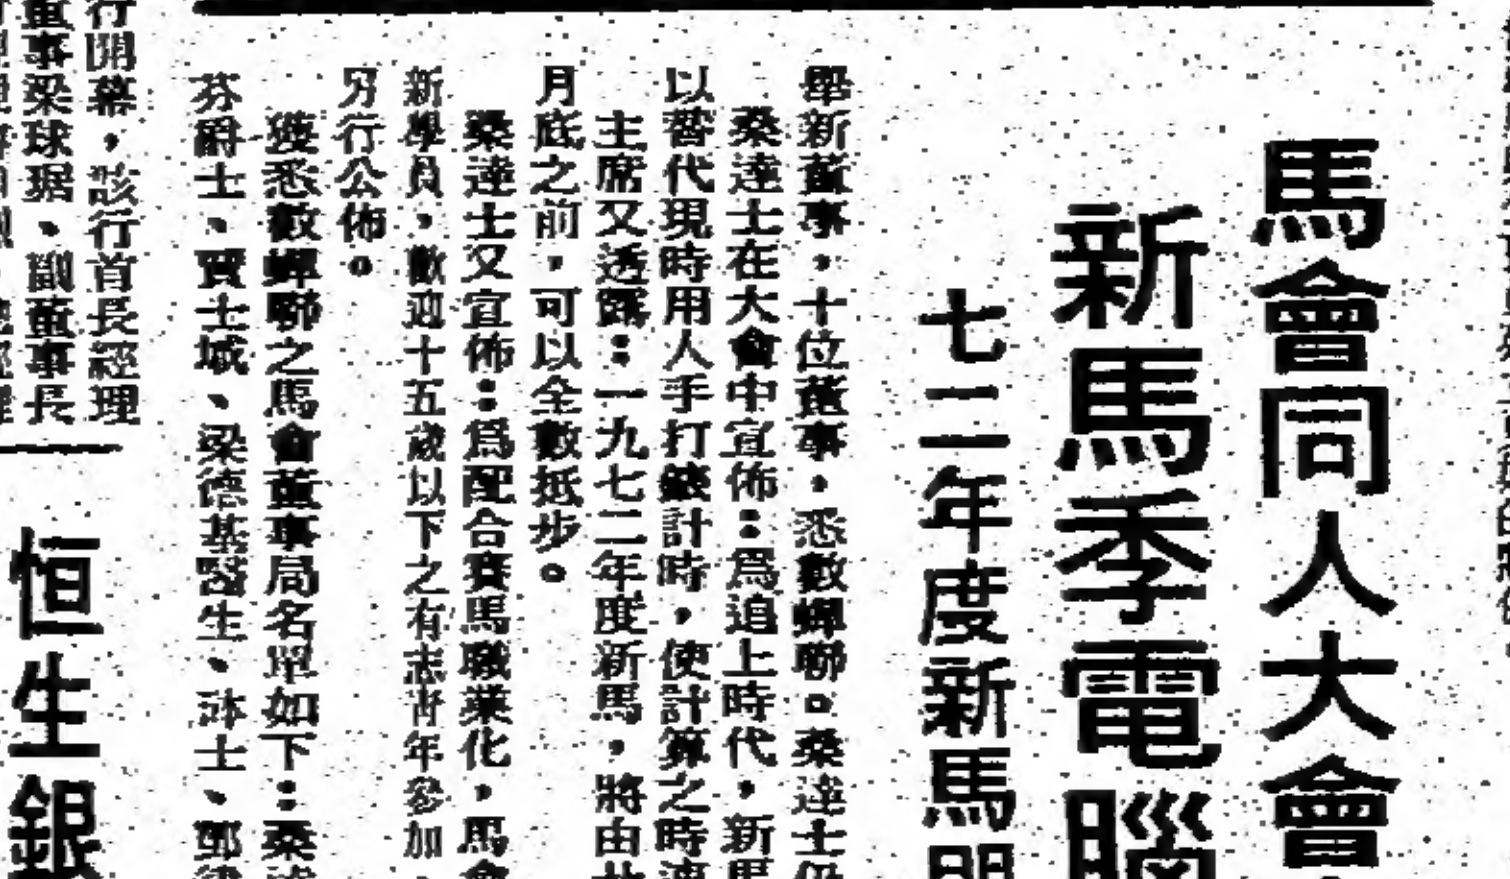 馬會同人大會
新馬季電腦
七二年度新馬
舉新董事，十位董事，悉數蟬聯。桑達士
桑達士在大會中宣佈：為追上時代，新馬
以替代現時用人手打錶計時，使計算之時
主席又透露：一九七二年度新馬，將由
月底之前，可以全數抵步。
桑達士又宣佈：為配合賽馬職業化，馬會
新學員，歡迎十五歲以下之有志青年參加，
另行公佈。
獲悉數蟬聯之馬會董事局名單如下：桑達
芬爵士、賈士城、梁德基醫生、沐士、鄧律
行開幕，該行首長經理
董事梁球琚、副董事長
恒生銀